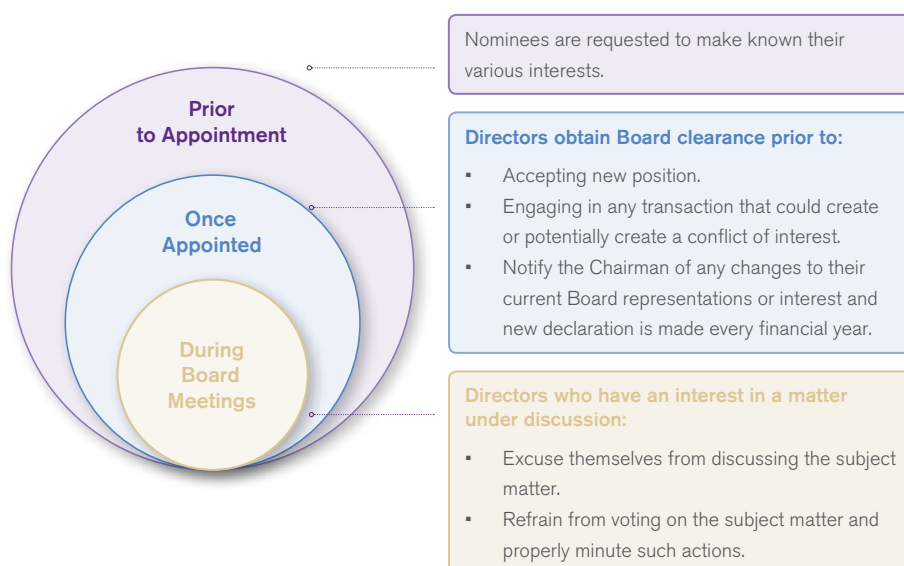 Prior
to Appointment
Once
Appointed
During
Board
Meetings
Nominees are requested to make known their
various interests.
Directors obtain Board clearance prior to:
▪ Accepting new position.
▪ Engaging in any transaction that could create
or potentially create a conflict of interest.
▪ Notify the Chairman of any changes to their
current Board representations or interest and
new declaration is made every financial year.
Directors who have an interest in a matter
under discussion:
▪ Excuse themselves from discussing the subject
matter.
▪ Refrain from voting on the subject matter and
properly minute such actions.